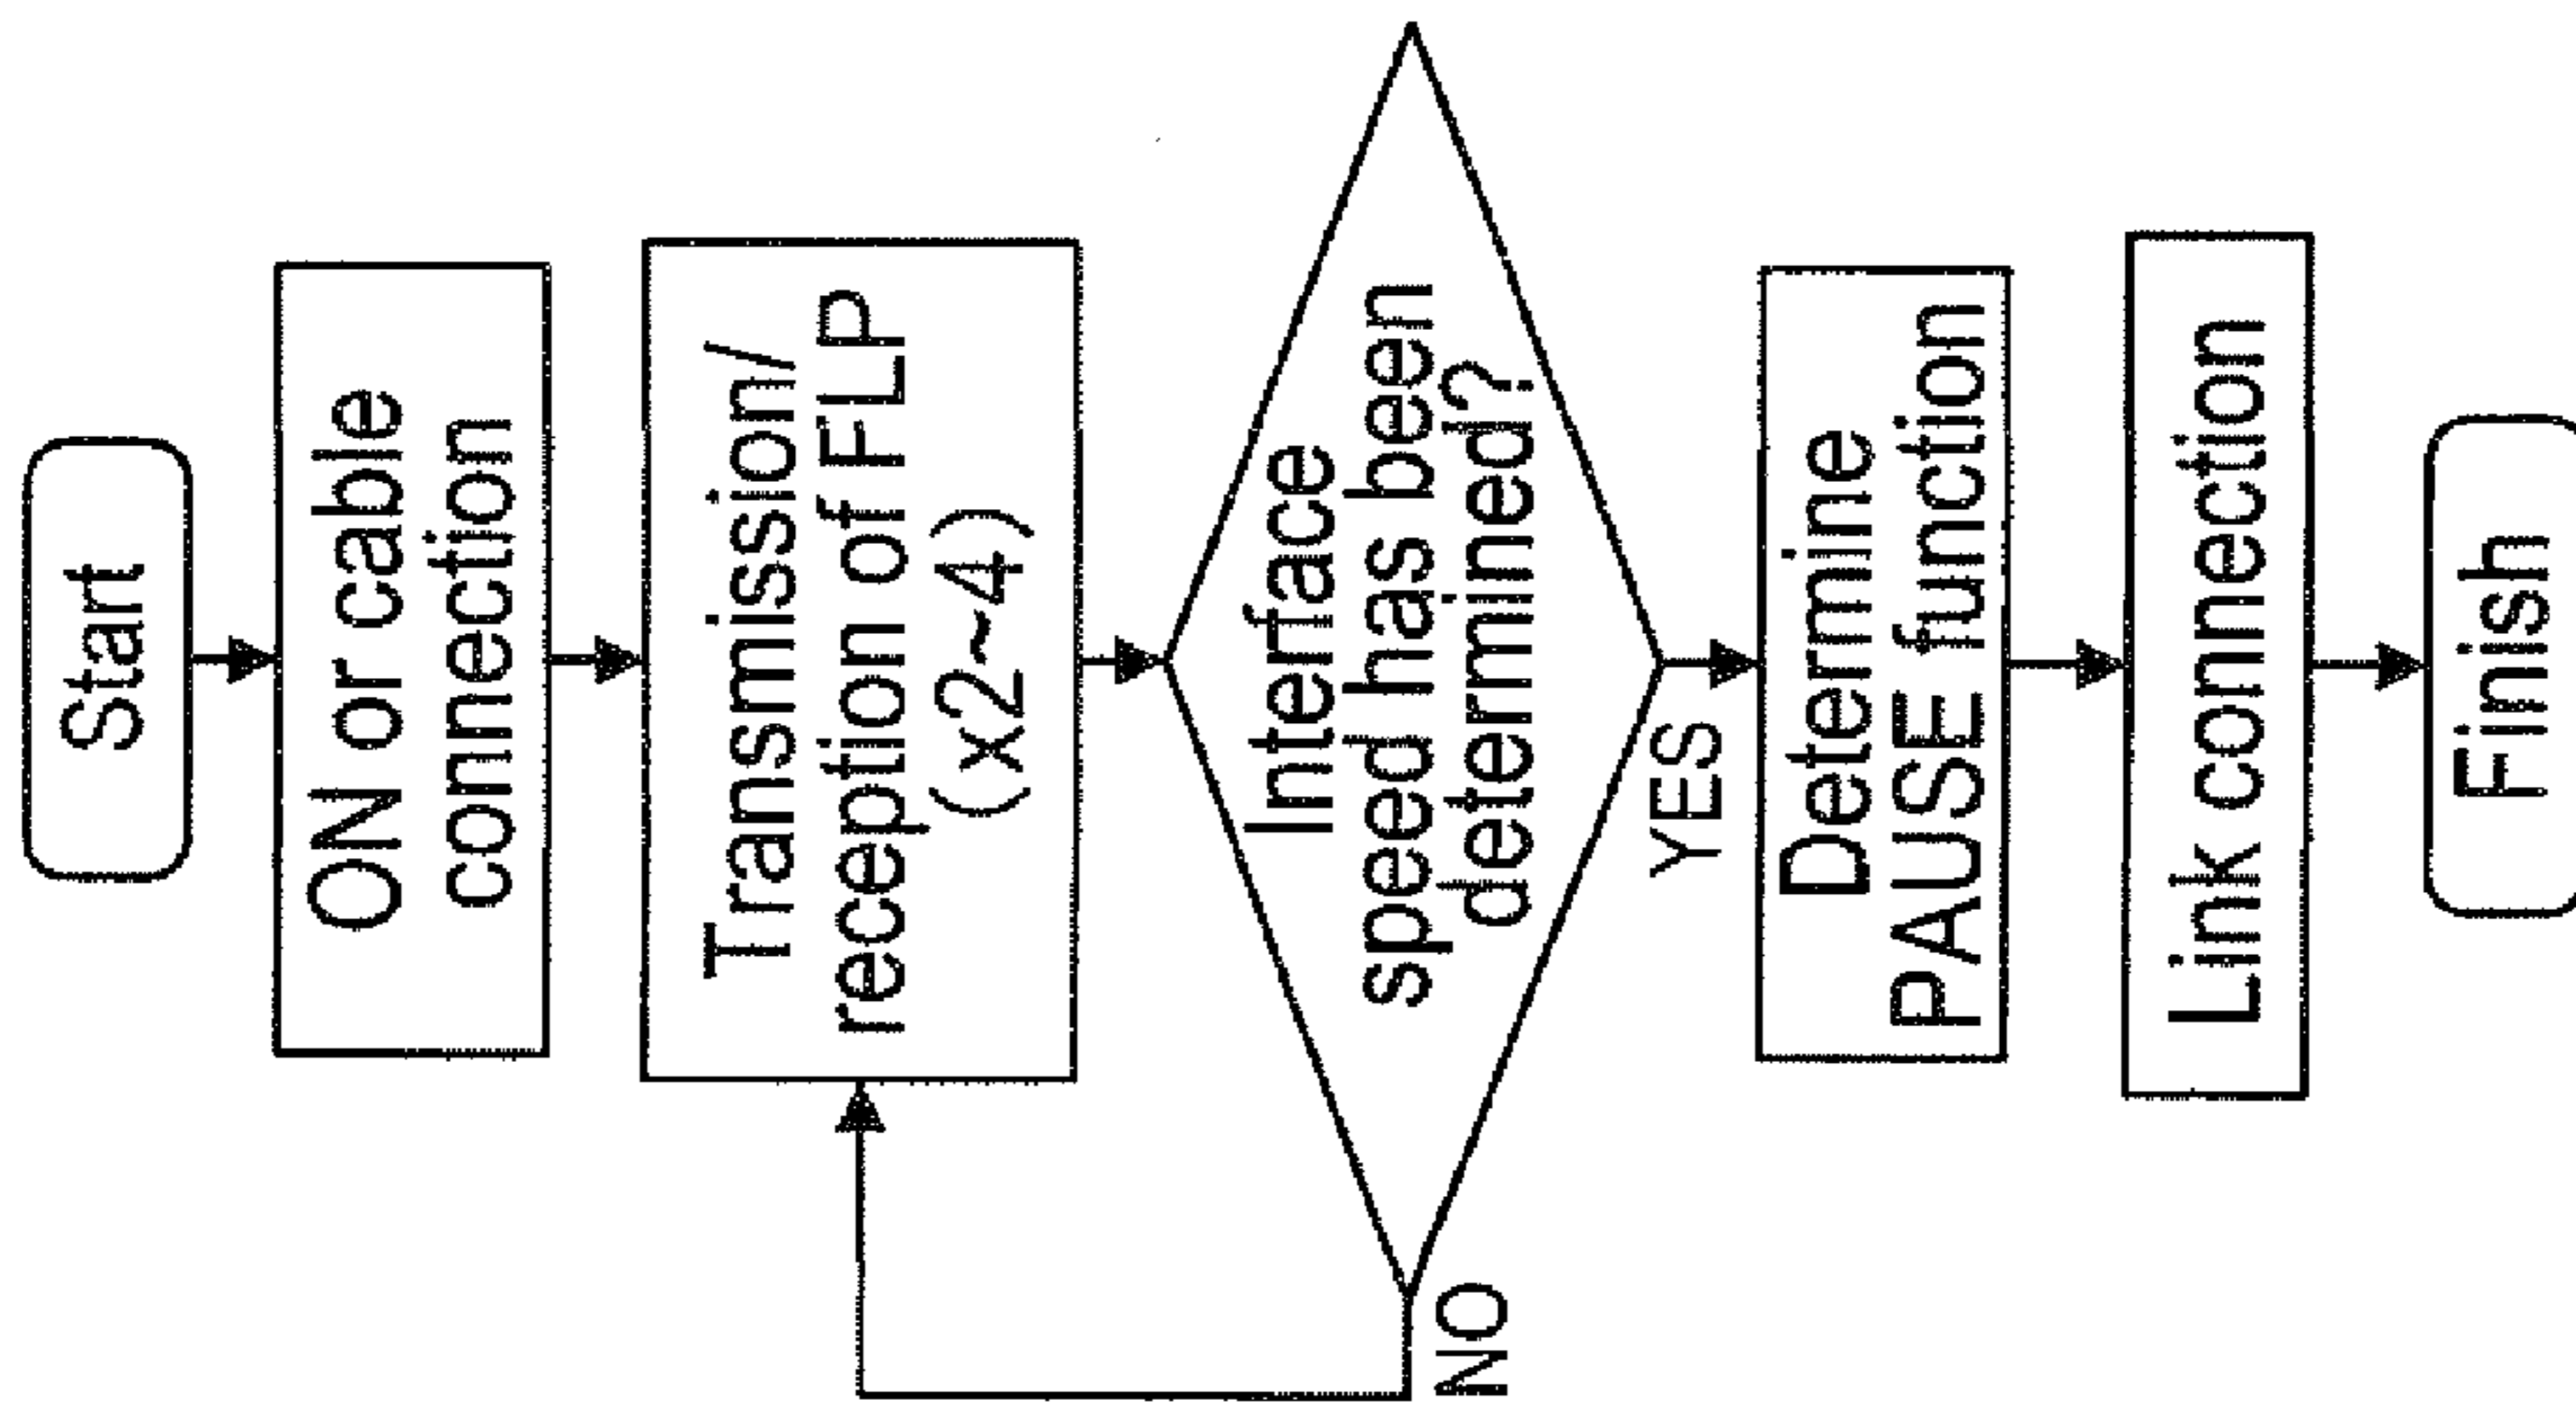 Start
ON or cable
connection
Transmission/
reception of FLP
(x2~4)
Interface
speed has been
determined?
NO
YES
Determine
PAUSE function
Link connection
Finish